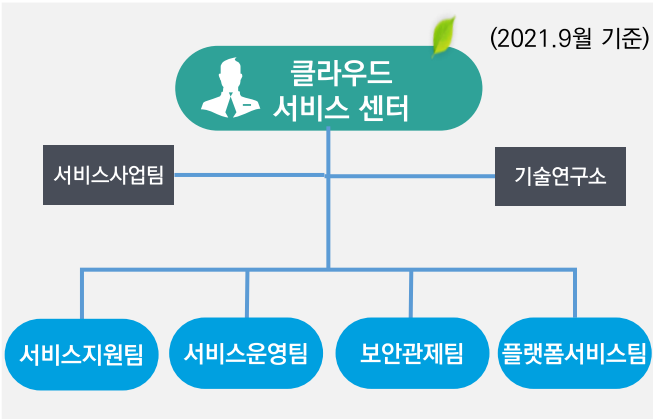 (2021.9월 기준)
클라우드
서비스 센터
서비스사업팀
기술연구소
서비스지원팀
서비스운영팀
보안관제팀
플랫폼서비스팀